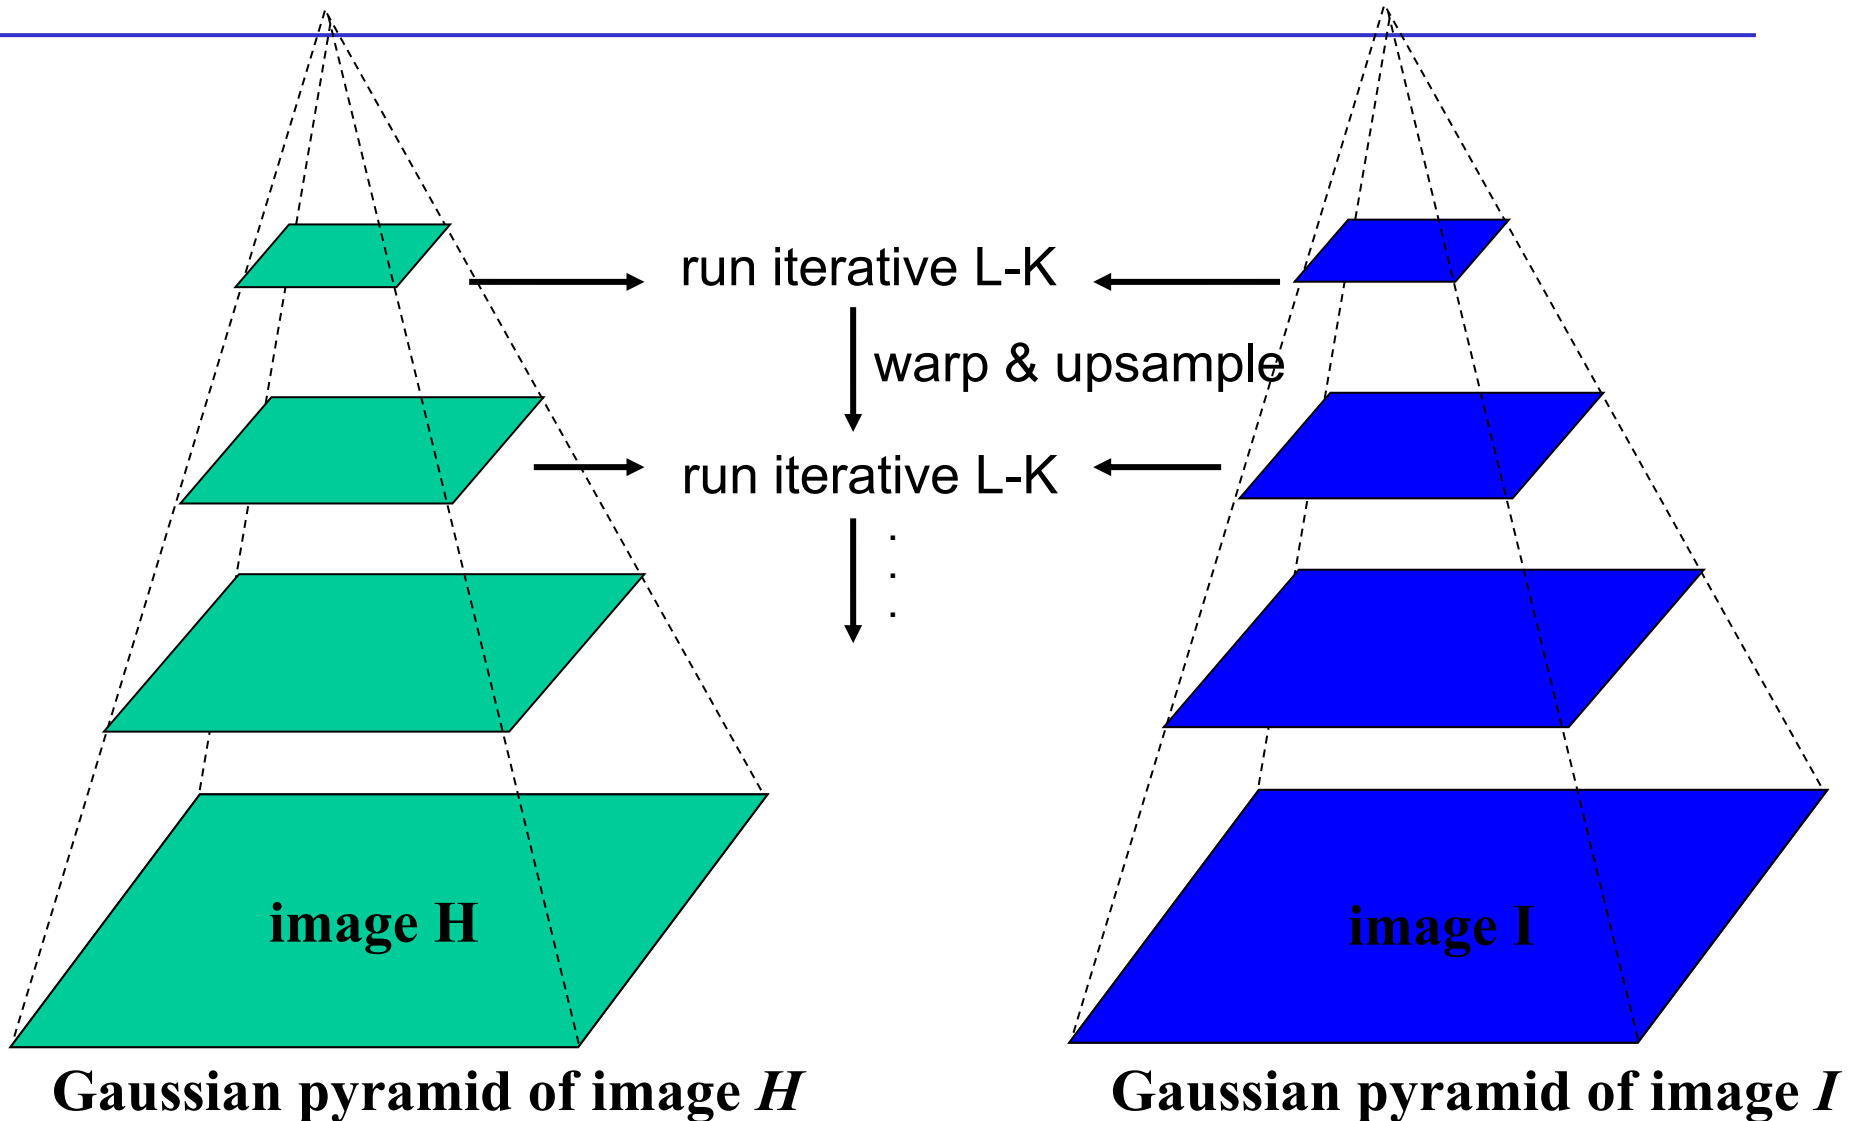 run iterative L-K
warp & upsample
run iterative L-K
.
.
.
image H
image I
Gaussian pyramid of image H
Gaussian pyramid of image I